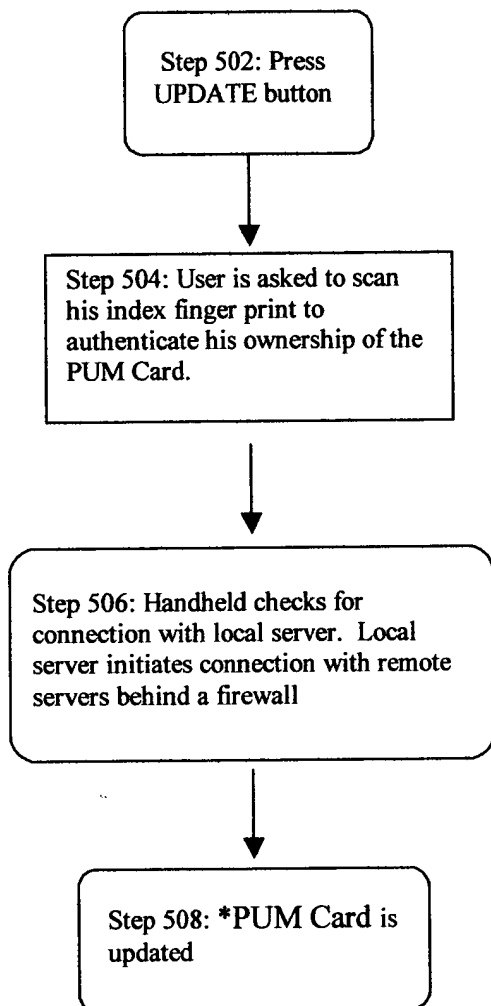 Step 502: Press
UPDATE button
Step 504: User is asked to scan
his index finger print to
authenticate his ownership of the
PUM Card.
Step 506: Handheld checks for
connection with local server.  Local
server initiates connection with remote
servers behind a firewall
Step 508: *PUM Card is
updated